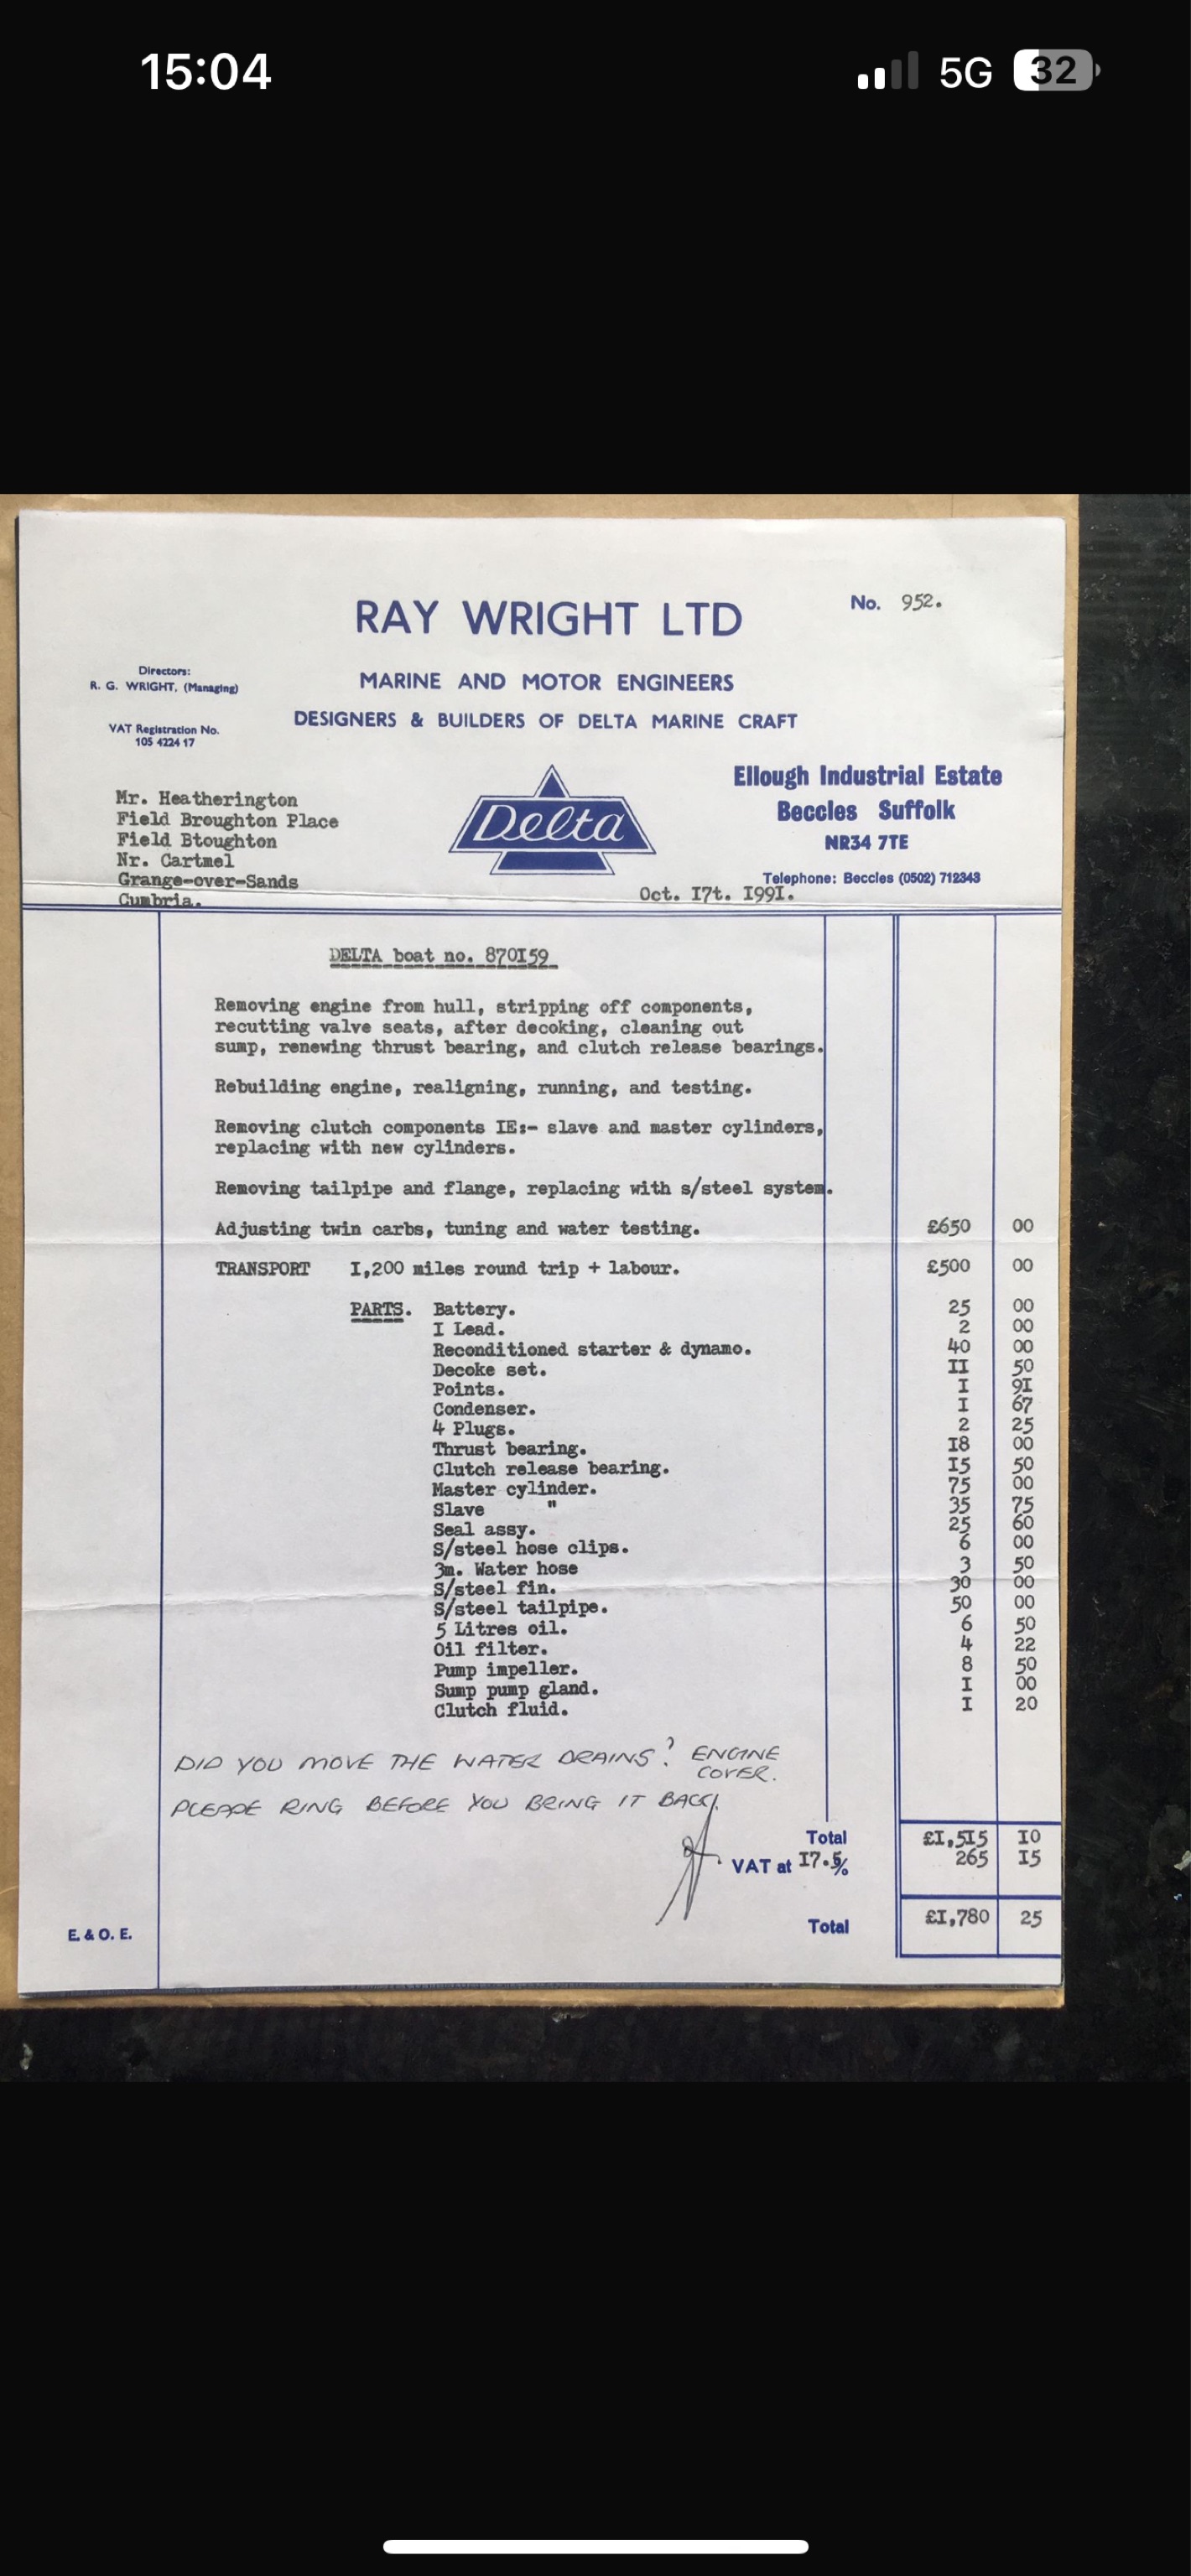 15:04
5G 32
RAY WRIGHT LTD
No. 952.
Directors:
R. G. WRIGHT, (Managing)
MARINE AND MOTOR ENGINEERS
DESIGNERS & BUILDERS OF DELTA MARINE CRAFT
VAT Registration No.
105 4224 17
Mr. Heatherington
Field Broughton Place
Field Btoughton
Nr. Cartmel
Grange-over-Sands
Cumbria.
Delta
Ellough Industrial Estate
Beccles Suffolk
NR34 7TE
Telephone: Beccles (0502) 712343
Oct. I7t. I99I.
DELTA boat no. 870I59
Removing engine from hull, stripping off components,
recutting valve seats, after decoking, cleaning out
sump, renewing thrust bearing, and clutch release bearings.
Rebuilding engine, realigning, running, and testing.
Removing clutch components IE:- slave and master cylinders,
replacing with new cylinders.
Removing tailpipe and flange, replacing with s/steel system.
Adjusting twin carbs, tuning and water testing. £650 00
TRANSPORT I,200 miles round trip + labour. £500 00
PARTS. Battery. 25 00
I Lead. 2 00
Reconditioned starter & dynamo. 40 00
Decoke set. II 50
Points. I 9I
Condenser. I 67
4 Plugs. 2 25
Thrust bearing. I8 00
Clutch release bearing. I5 50
Master cylinder. 75 00
Slave " 35 75
Seal assy. 25 60
S/steel hose clips. 6 00
3m. Water hose 3 50
S/steel fin. 30 00
S/steel tailpipe. 50 00
5 Litres oil. 6 50
Oil filter. 4 22
Pump impeller. 8 50
Sump pump gland. I 00
Clutch fluid. I 20
DID YOU MOVE THE WATER DRAINS? ENGINE
COVER.
PLEASE RING BEFORE YOU BRING IT BACK!
Total £I,5I5 I0
VAT at I7.5% 265 I5
Total £I,780 25
E. & O. E.